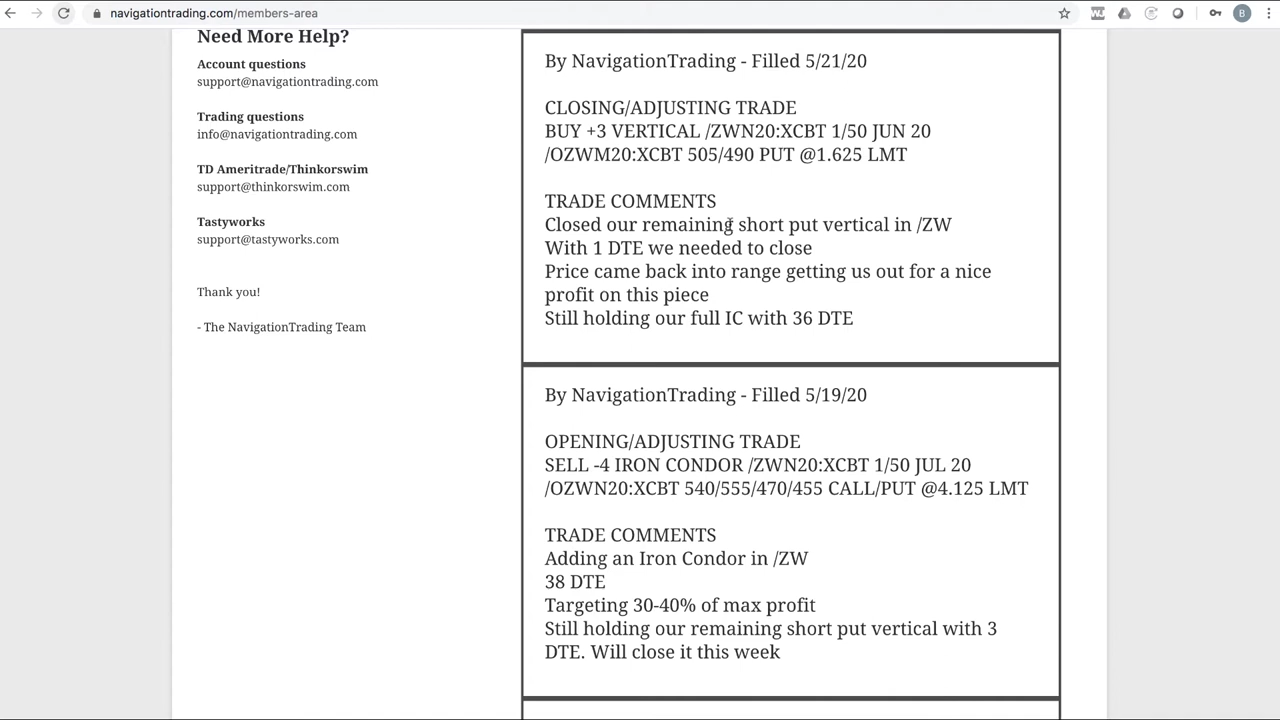 navigationtrading.com/members-area
B
Need More Help?
Account questions
support@navigationtrading.com
Trading questions
info@navigationtrading.com
TD Ameritrade/Thinkorswim
support@thinkorswim.com
Tastyworks
support@tastyworks.com
Thank you!
- The NavigationTrading Team
By NavigationTrading - Filled 5/21/20
CLOSING/ADJUSTING TRADE
BUY +3 VERTICAL /ZWN20:XCBT 1/50 JUN 20
/OZWM20:XCBT 505/490 PUT @1.625 LMT
TRADE COMMENTS
Closed our remaining short put vertical in /ZW
With 1 DTE we needed to close
Price came back into range getting us out for a nice
profit on this piece
Still holding our full IC with 36 DTE
By NavigationTrading - Filled 5/19/20
OPENING/ADJUSTING TRADE
SELL -4 IRON CONDOR /ZWN20:XCBT 1/50 JUL 20
/OZWN20:XCBT 540/555/470/455 CALL/PUT @4.125 LMT
TRADE COMMENTS
Adding an Iron Condor in /ZW
38 DTE
Targeting 30-40% of max profit
Still holding our remaining short put vertical with 3
DTE. Will close it this week